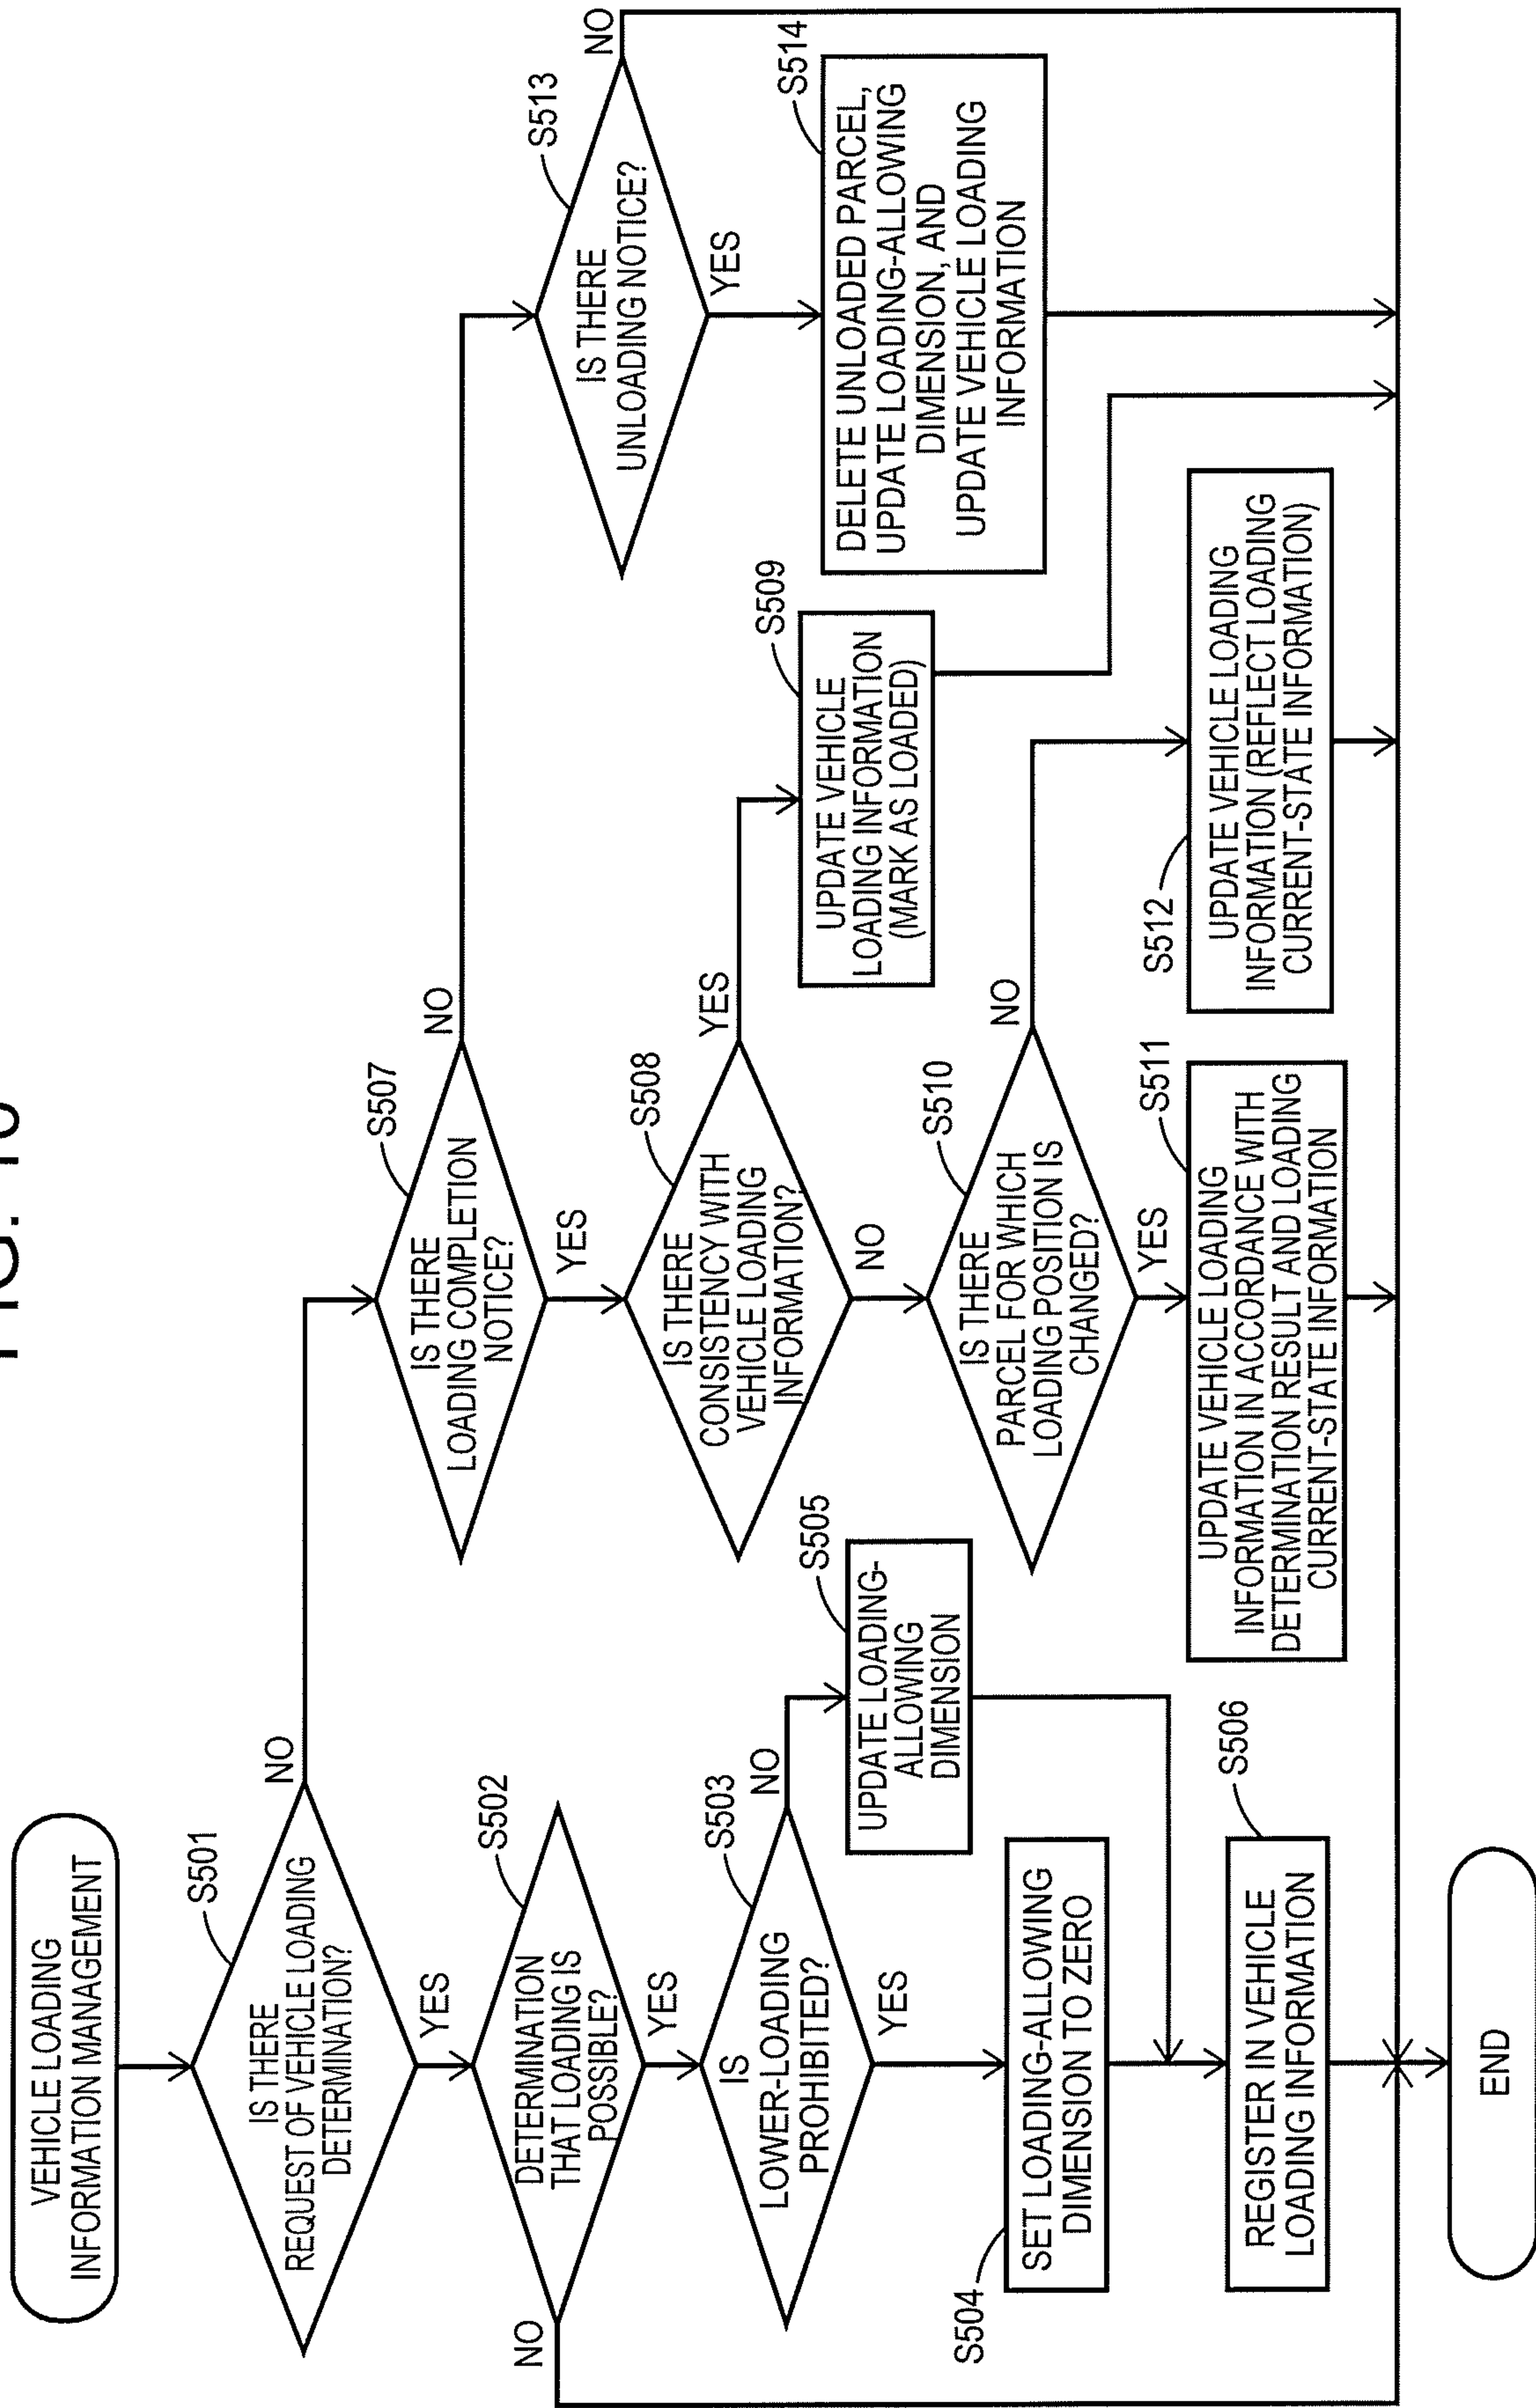 VEHICLE LOADING
INFORMATION MANAGEMENT
S501
IS THERE
REQUEST OF VEHICLE LOADING
DETERMINATION?
NO
YES
S502
DETERMINATION
THAT LOADING IS
POSSIBLE?
NO
YES
S503
IS
LOWER-LOADING
PROHIBITED?
NO
YES
S504
SET LOADING-ALLOWING
DIMENSION TO ZERO
S505
UPDATE LOADING-
ALLOWING
DIMENSION
S506
REGISTER IN VEHICLE
LOADING INFORMATION
S507
IS THERE
LOADING COMPLETION
NOTICE?
NO
YES
S508
IS THERE
CONSISTENCY WITH
VEHICLE LOADING
INFORMATION?
YES
NO
S509
UPDATE VEHICLE
LOADING INFORMATION
(MARK AS LOADED)
S510
IS THERE
PARCEL FOR WHICH
LOADING POSITION IS
CHANGED?
NO
YES
S511
UPDATE VEHICLE LOADING
INFORMATION IN ACCORDANCE WITH
DETERMINATION RESULT AND LOADING
CURRENT-STATE INFORMATION
S512
UPDATE VEHICLE LOADING
INFORMATION (REFLECT LOADING
CURRENT-STATE INFORMATION)
S513
IS THERE
UNLOADING NOTICE?
NO
YES
S514
DELETE UNLOADED PARCEL,
UPDATE LOADING-ALLOWING
DIMENSION, AND
UPDATE VEHICLE LOADING
INFORMATION
END